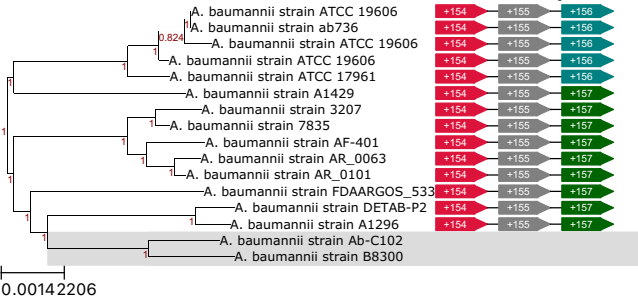 A. baumannii strain ATCC 19606 +154 +155 +156
A. baumannii strain ab736 +154 +155 +156
0.824 A. baumannii strain ATCC 19606 +154 +155 +156
1 A. baumannii strain ATCC 19606 +154 +155 +156
1 A. baumannii strain ATCC 17961 +154 +155 +156
1 A. baumannii strain A1429 +154 +155 +157
A. baumannii strain 3207 +154 +155 +157
1 1 A. baumannii strain 7835 +154 +155 +157
A. baumannii strain AF-401 +154 +155 +157
1 1 A. baumannii strain AR_0063 +154 +155 +157
1 1 A. baumannii strain AR_0101 +154 +155 +157
A. baumannii strain FDAARGOS_533 +154 +155 +157
1 A. baumannii strain DETAB-P2 +154 +155 +157
1 A. baumannii strain A1296 +154 +155 +157
1 A. baumannii strain Ab-C102
1 A. baumannii strain B8300
0.00142206